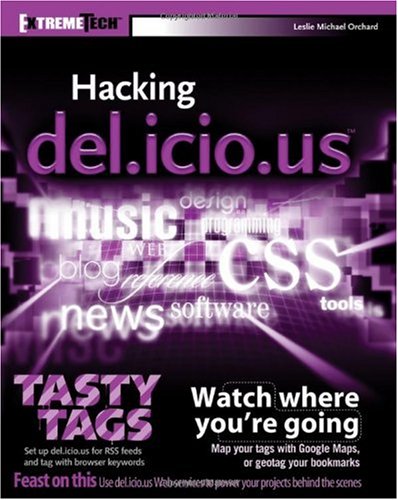 EXTREMETECH™
Leslie Michael Orchard
Hacking
del.icio.us™
design
music
programming
WEB
blog
reference
CSS
tools
news
software
music
TASTY
TAGS
Set up del.icio.us for RSS feeds
and tag with browser keywords
Watch where
you're going
Map your tags with Google Maps,
or geotag your bookmarks
Feast on this Use del.icio.us Web services to power your projects behind the scenes